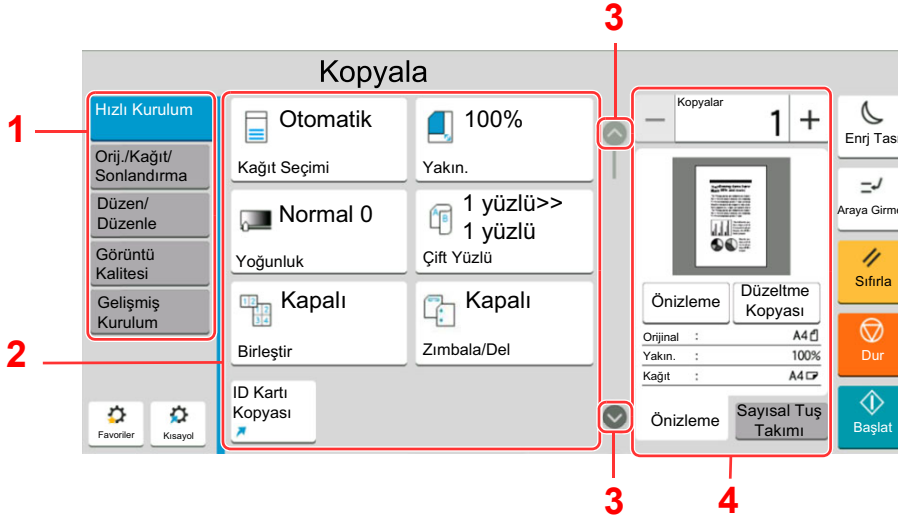 3
Kopyala
1
Hızlı Kurulum
Orij./Kağıt/
Sonlandırma
Düzen/
Düzenle
Görüntü
Kalitesi
Gelişmiş
Kurulum
Favoriler
Kısayol
2
Otomatik
Kağıt Seçimi
100%
Yakın.
Normal 0
Yoğunluk
1 yüzlü>>
1 yüzlü
Çift Yüzlü
Kapalı
Birleştir
Kapalı
Zımbala/Del
ID Kartı
Kopyası
3
Kopyalar
1
Önizleme
Düzeltme
Kopyası
Orijinal : A4
Yakın. : 100%
Kağıt : A4
Önizleme
Sayısal Tuş
Takımı
4
Enrj Tası
Araya Girme
Sıfırla
Dur
Başlat